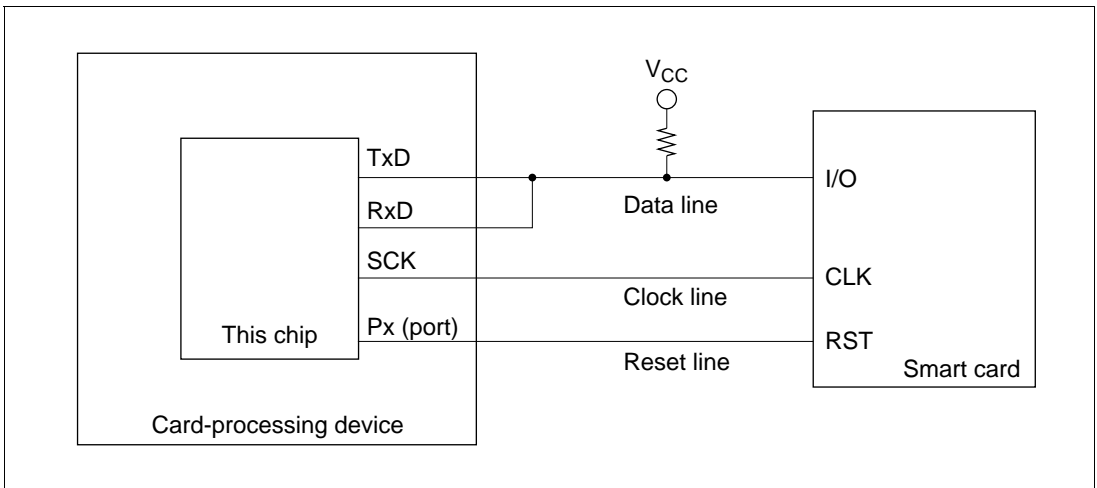 VCC
TxD
I/O
RxD
Data line
SCK
CLK
Clock line
Px (port)
This chip
RST
Reset line
Smart card
Card-processing device